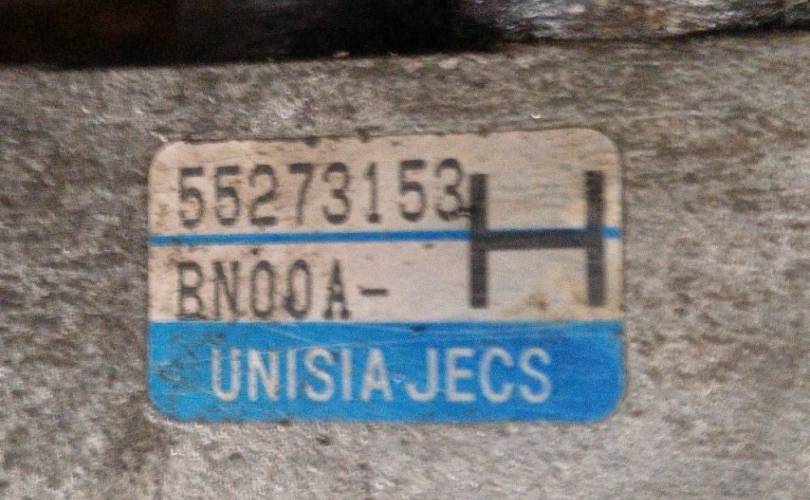 55273153
BN00A-
H
UNISIA JECS